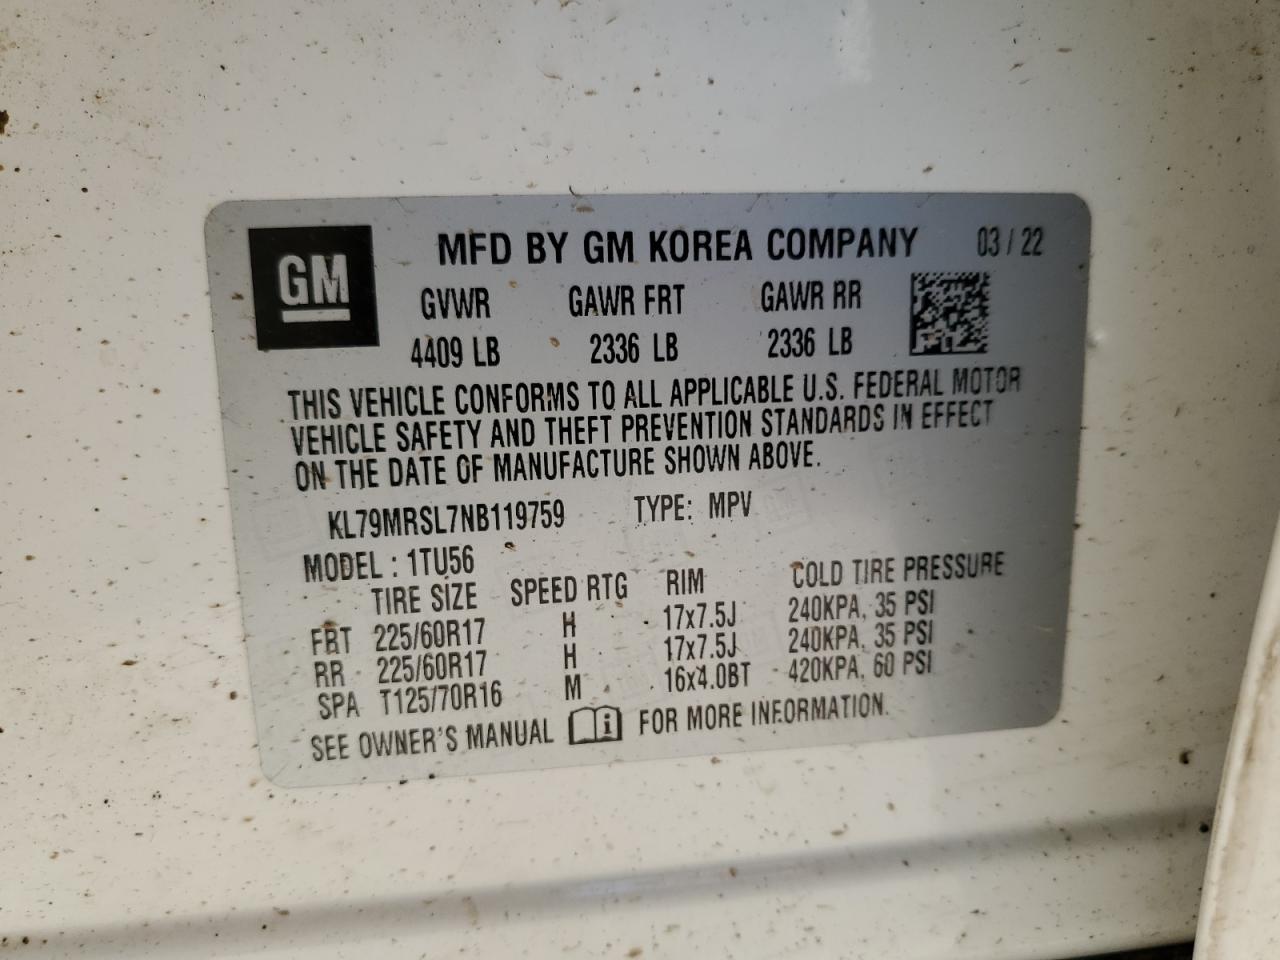 GM
MFD BY GM KOREA COMPANY 03 / 22
GVWR GAWR FRT GAWR RR
4409 LB 2336 LB 2336 LB
THIS VEHICLE CONFORMS TO ALL APPLICABLE U.S. FEDERAL MOTOR
VEHICLE SAFETY AND THEFT PREVENTION STANDARDS IN EFFECT
ON THE DATE OF MANUFACTURE SHOWN ABOVE.
KL79MRSL7NB119759 TYPE: MPV
MODEL : 1TU56
TIRE SIZE SPEED RTG RIM COLD TIRE PRESSURE
FRT 225/60R17 H 17x7.5J 240KPA, 35 PSI
RR 225/60R17 H 17x7.5J 240KPA, 35 PSI
SPA T125/70R16 M 16x4.0BT 420KPA, 60 PSI
SEE OWNER'S MANUAL i FOR MORE INFORMATION.